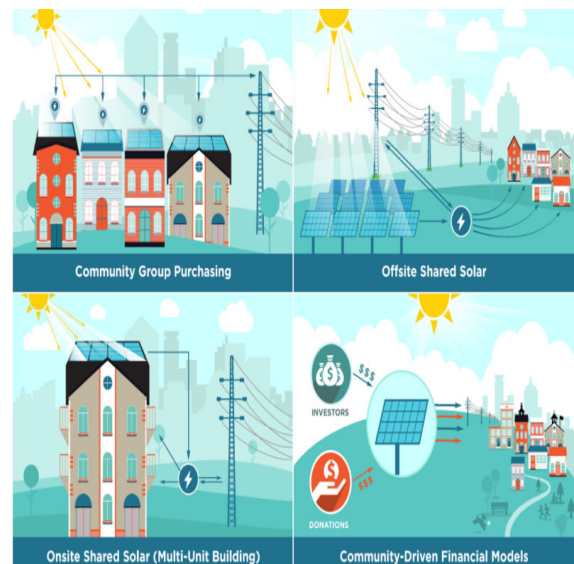 Community Group Purchasing
Offsite Shared Solar
Onsite Shared Solar (Multi-Unit Building)
$
$$$
INVESTORS
$
$$$
DONATIONS
Community-Driven Financial Models